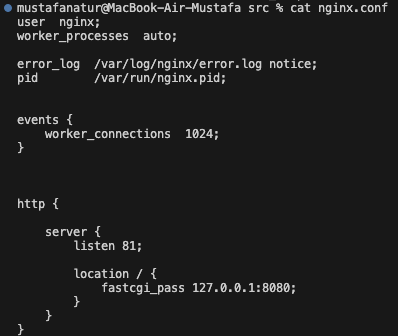 mustafanatur@MacBook-Air-Mustafa src % cat nginx.conf
user  nginx;
worker_processes  auto;
error_log  /var/log/nginx/error.log notice;
pid        /var/run/nginx.pid;
events {
    worker_connections  1024;
}
http {
    server {
        listen 81;
        location / {
            fastcgi_pass 127.0.0.1:8080;
        }
    }
}